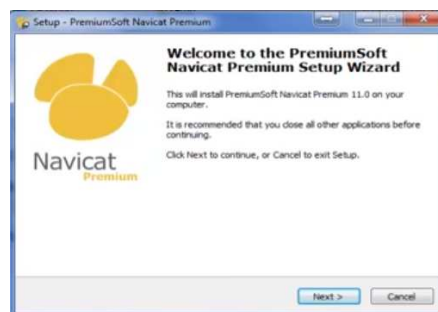 Setup - PremiumSoft Navicat Premium
Welcome to the PremiumSoft
Navicat Premium Setup Wizard
This will install PremiumSoft Navicat Premium 11.0 on your
computer.
It is recommended that you close all other applications before
continuing.
Click Next to continue, or Cancel to exit Setup.
Navicat
Premium
Next >
Cancel